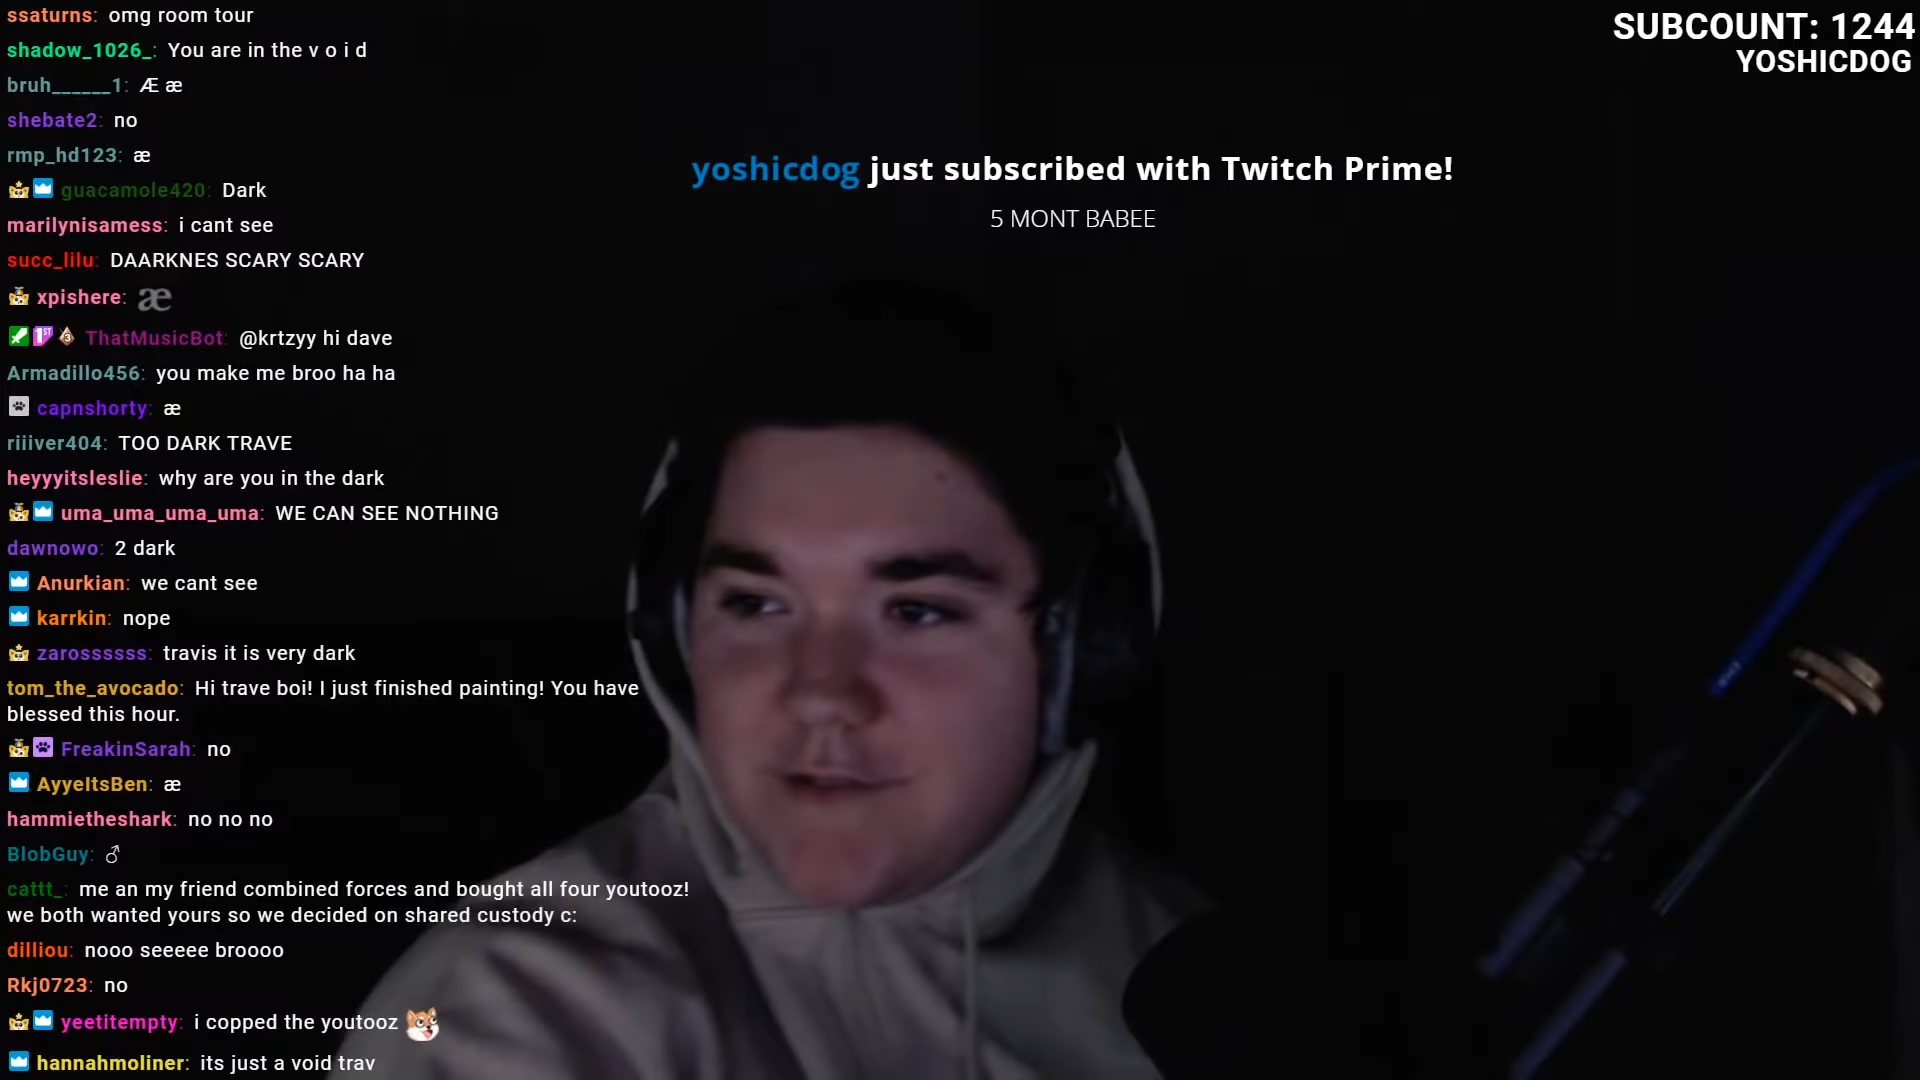 ssaturns: omg room tour
shadow_1026_: You are in the v o i d
bruh______1: Æ æ
shebate2: no
rmp_hd123: æ
guacamole420: Dark
marilynisamess: i cant see
succ_lilu: DAARKNES SCARY SCARY
xpishere: æ
ThatMusicBot: @krtzyy hi dave
Armadillo456: you make me broo ha ha
capnshorty: æ
riiiver404: TOO DARK TRAVE
heyyyitsleslie: why are you in the dark
uma_uma_uma_uma: WE CAN SEE NOTHING
dawnowo: 2 dark
Anurkian: we cant see
karrkin: nope
zarossssss: travis it is very dark
tom_the_avocado: Hi trave boi! I just finished painting! You have
blessed this hour.
FreakinSarah: no
AyyeItsBen: æ
hammietheshark: no no no
BlobGuy: ♂
cattt_: me an my friend combined forces and bought all four youtooz!
we both wanted yours so we decided on shared custody c:
dilliou: nooo seeeee broooo
Rkj0723: no
yeetitempty: i copped the youtooz
hannahmoliner: its just a void trav
SUBCOUNT: 1244
YOSHICDOG
yoshicdog just subscribed with Twitch Prime!
5 MONT BABEE